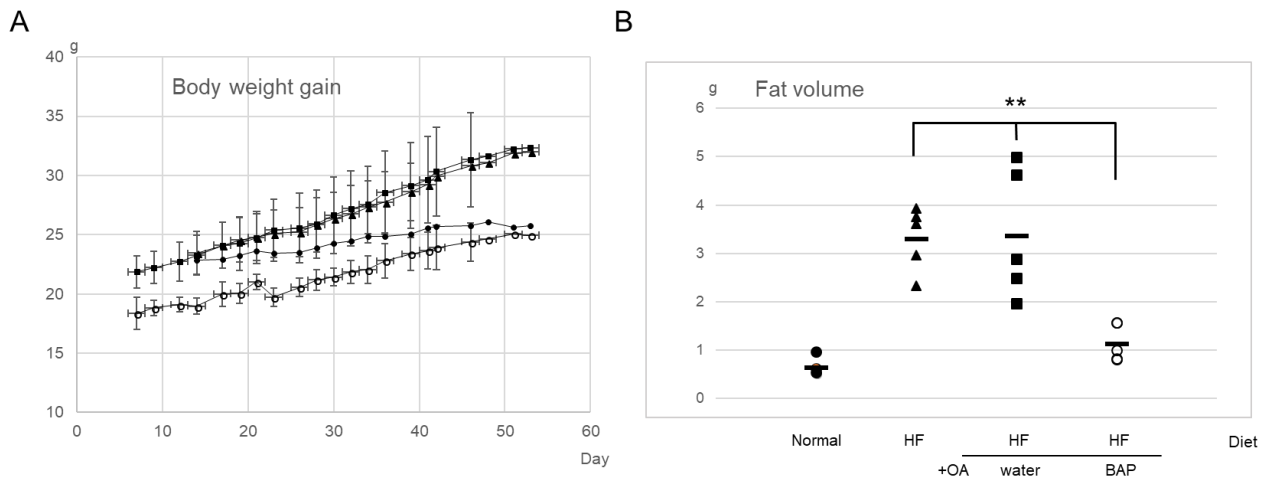 A
g
Body weight gain
40
35
30
25
20
15
10
0 10 20 30 40 50 60
Day
B
g
Fat volume
**
6
5
4
3
2
1
0
Normal HF HF HF Diet
+OA water BAP